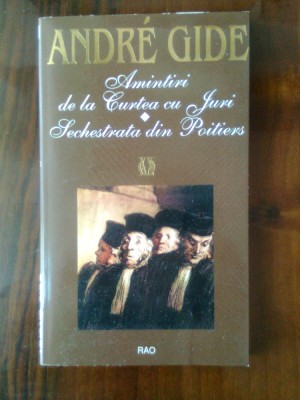 ANDRÉ GIDE
Amintiri
de la Curtea cu Juri
Sechestrata din Poitiers
RAO